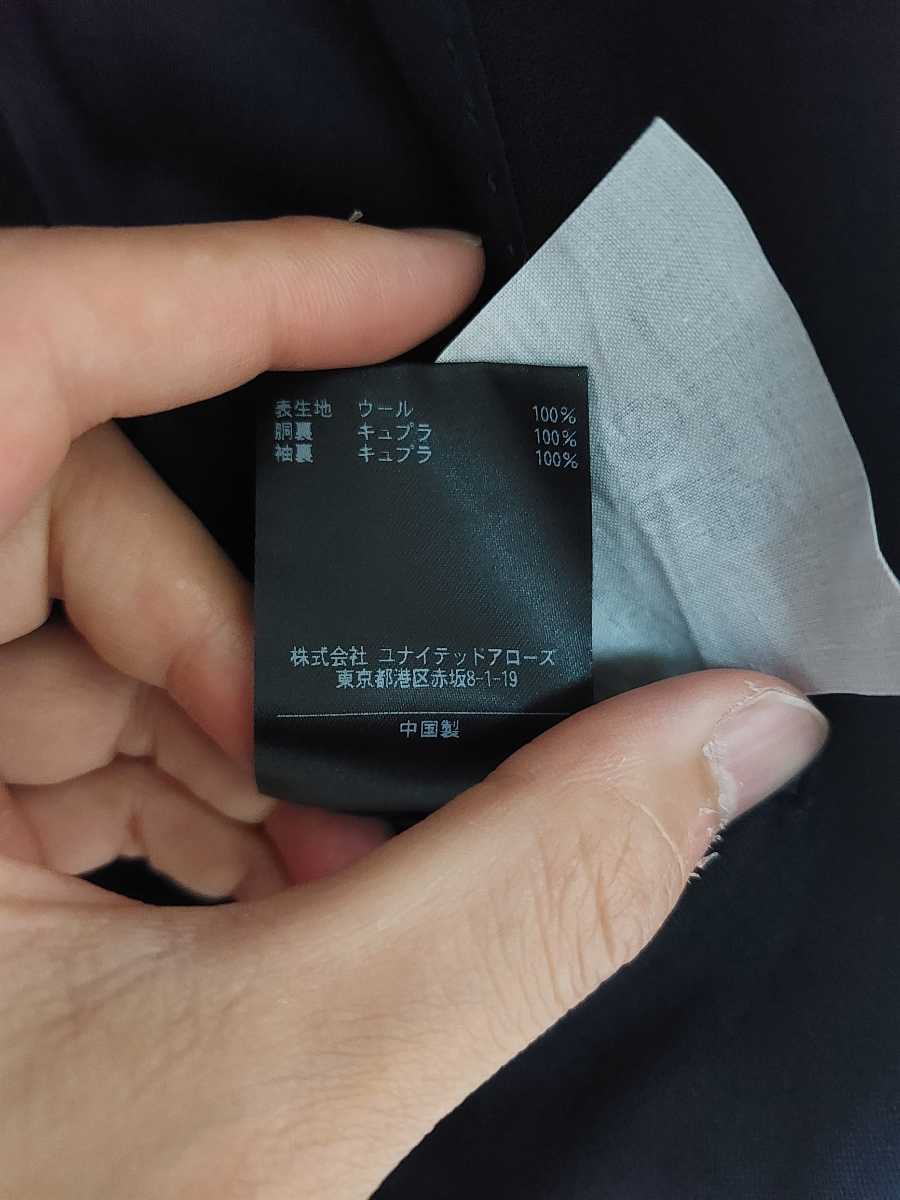 表生地 ウール 100%
胴裏 キュプラ 100%
袖裏 キュプラ 100%
株式会社 ユナイテッドアローズ
東京都港区赤坂8-1-19
中国製